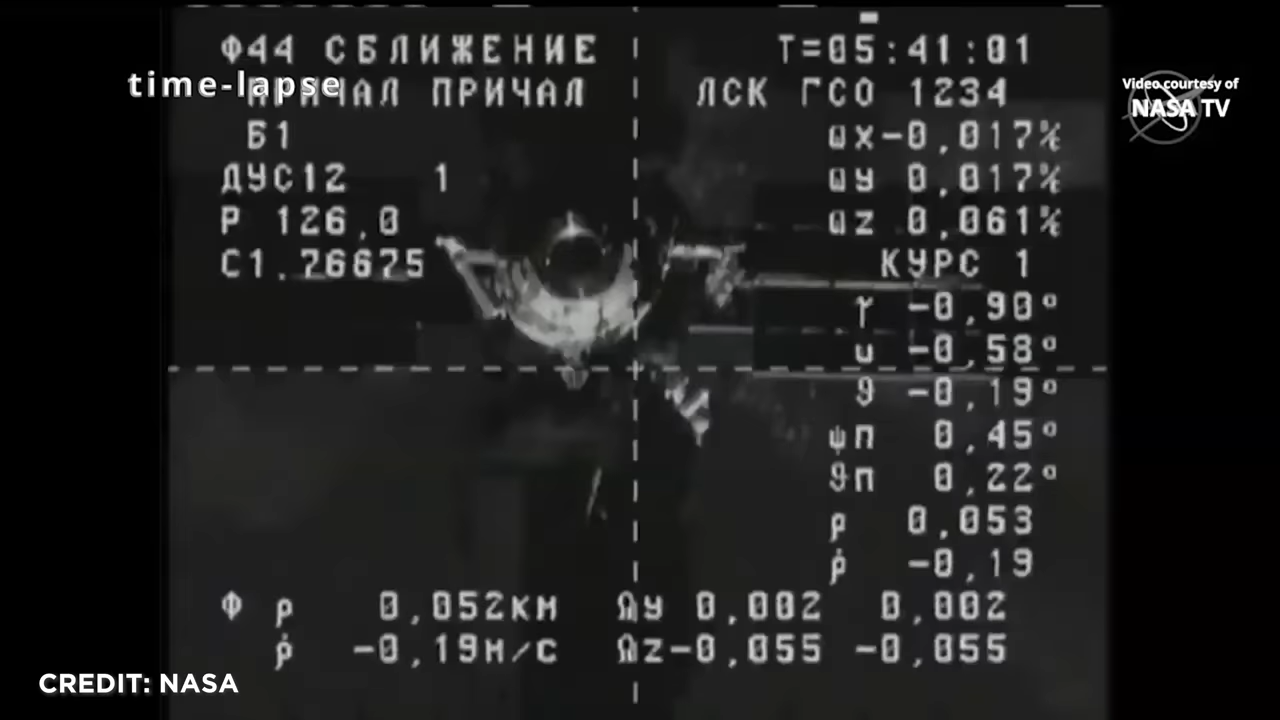 Ф44 СБЛИЖЕНИЕ T=05:41:01
time-lapse
ПРИЧАЛ ПРИЧАЛ ЛСК ГСО 1234
Video courtesy of
NASA TV
Б1 ωx-0,017%
ДУС12 1 ωy 0,017%
Р 126,0 ωz 0,061%
С1.76675 КУРС 1
γ -0,90°
u -0,58°
ϑ -0,19°
ψп 0,45°
ϑп 0,22°
ρ 0,053
ρ̇ -0,19
Ф ρ 0,052км Ωy 0,002 0,002
ρ̇ -0,19м/с Ωz-0,055 -0,055
CREDIT: NASA